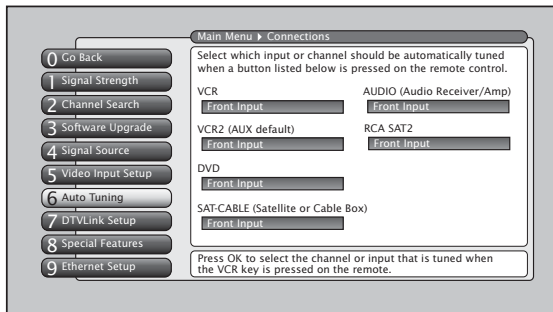 Main Menu ▸ Connections
0 Go Back
1 Signal Strength
2 Channel Search
3 Software Upgrade
4 Signal Source
5 Video Input Setup
6 Auto Tuning
7 DTVLink Setup
8 Special Features
9 Ethernet Setup
Select which input or channel should be automatically tuned
when a button listed below is pressed on the remote control.
VCR
Front Input
VCR2 (AUX default)
Front Input
DVD
Front Input
SAT-CABLE (Satellite or Cable Box)
Front Input
AUDIO (Audio Receiver/Amp)
Front Input
RCA SAT2
Front Input
Press OK to select the channel or input that is tuned when
the VCR key is pressed on the remote.